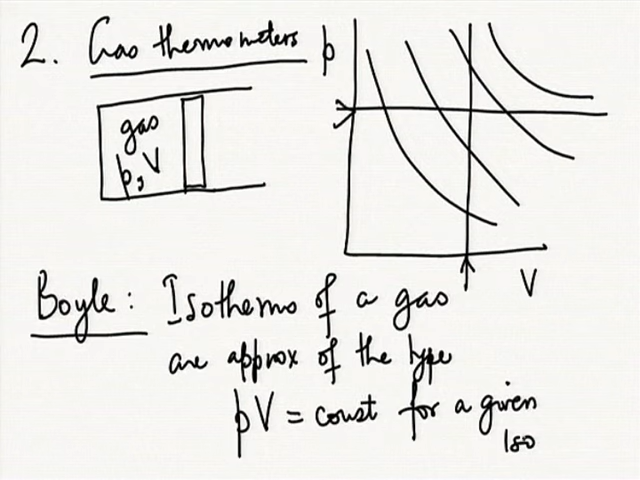 2. Gas thermometers
p
gas
p, V
V
Boyle: Isotherms of a gas
are approx of the type
pV = const for a given
Iso